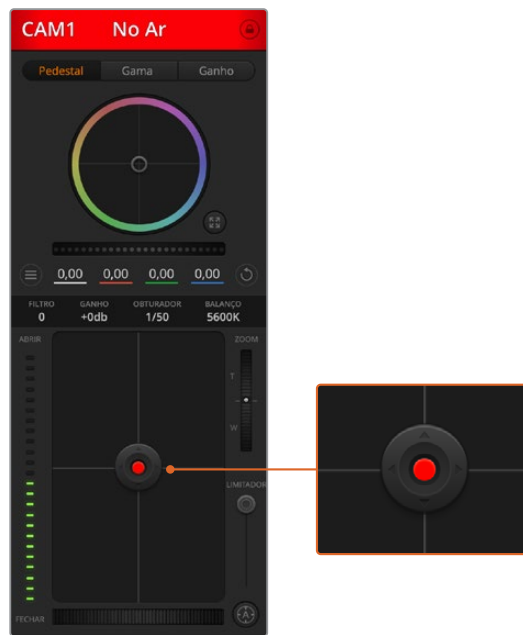 CAM1 No Ar
Pedestal Gama Ganho
0,00 0,00 0,00 0,00
FILTRO GANHO OBTURADOR BALANÇO
0 +0db 1/50 5600K
ABRIR ZOOM
T
W
LIMITADOR
FECHAR A